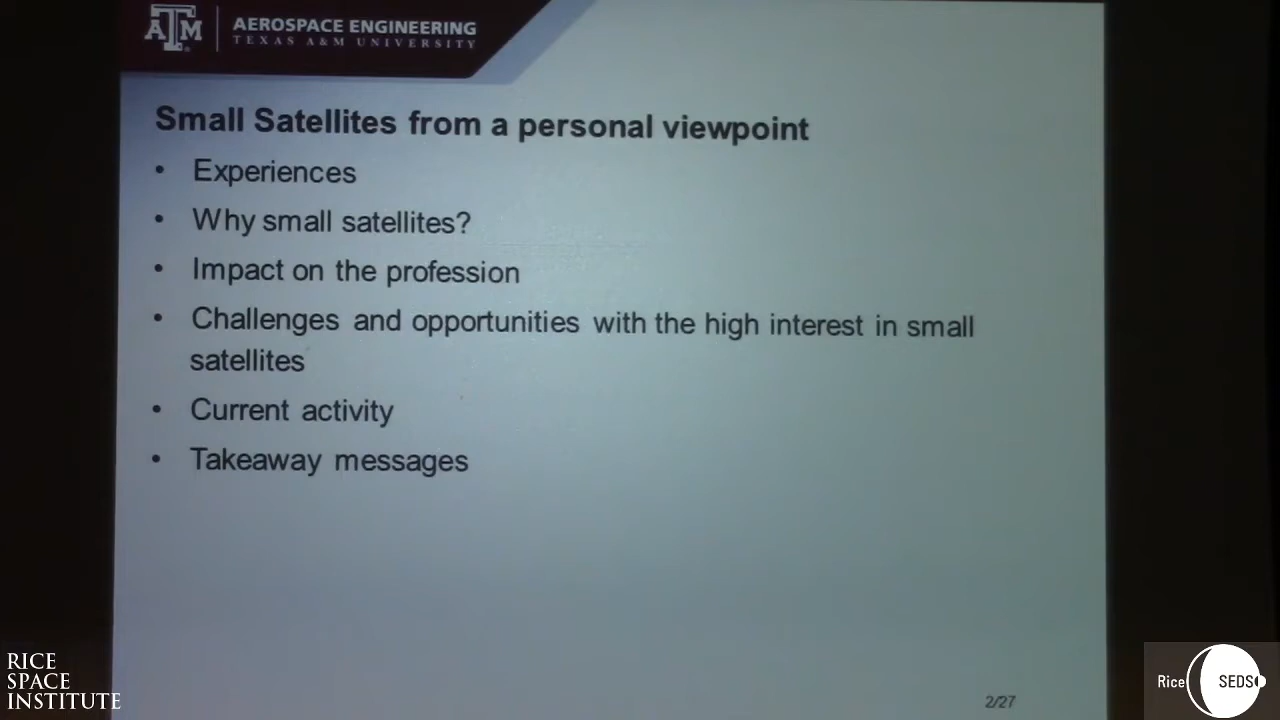 AEROSPACE ENGINEERING
TEXAS A&M UNIVERSITY
Small Satellites from a personal viewpoint
• Experiences
• Why small satellites?
• Impact on the profession
• Challenges and opportunities with the high interest in small
satellites
• Current activity
• Takeaway messages
2/27
RICE
SPACE
INSTITUTE
Rice SEDS